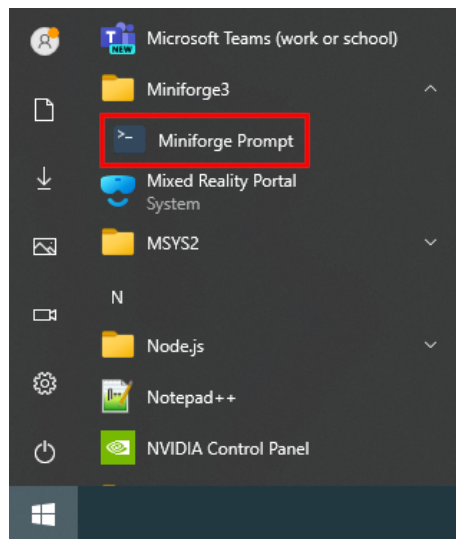 Microsoft Teams (work or school)
NEW
Miniforge3
>_
Miniforge Prompt
Mixed Reality Portal
System
MSYS2
N
Node.js
Notepad++
NVIDIA Control Panel